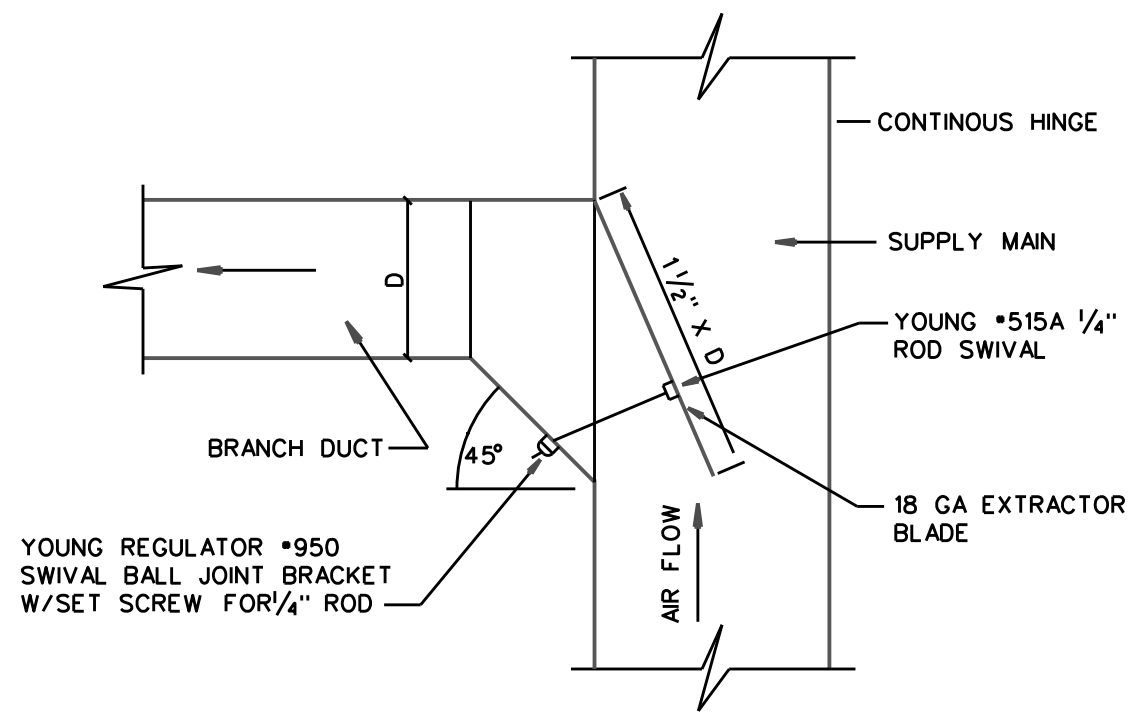 CONTINOUS HINGE
SUPPLY MAIN
D
1 1/2" X D
YOUNG #515A 1/4"
ROD SWIVAL
BRANCH DUCT
45°
18 GA EXTRACTOR
BLADE
AIR FLOW
YOUNG REGULATOR #950
SWIVAL BALL JOINT BRACKET
W/SET SCREW FOR 1/4" ROD